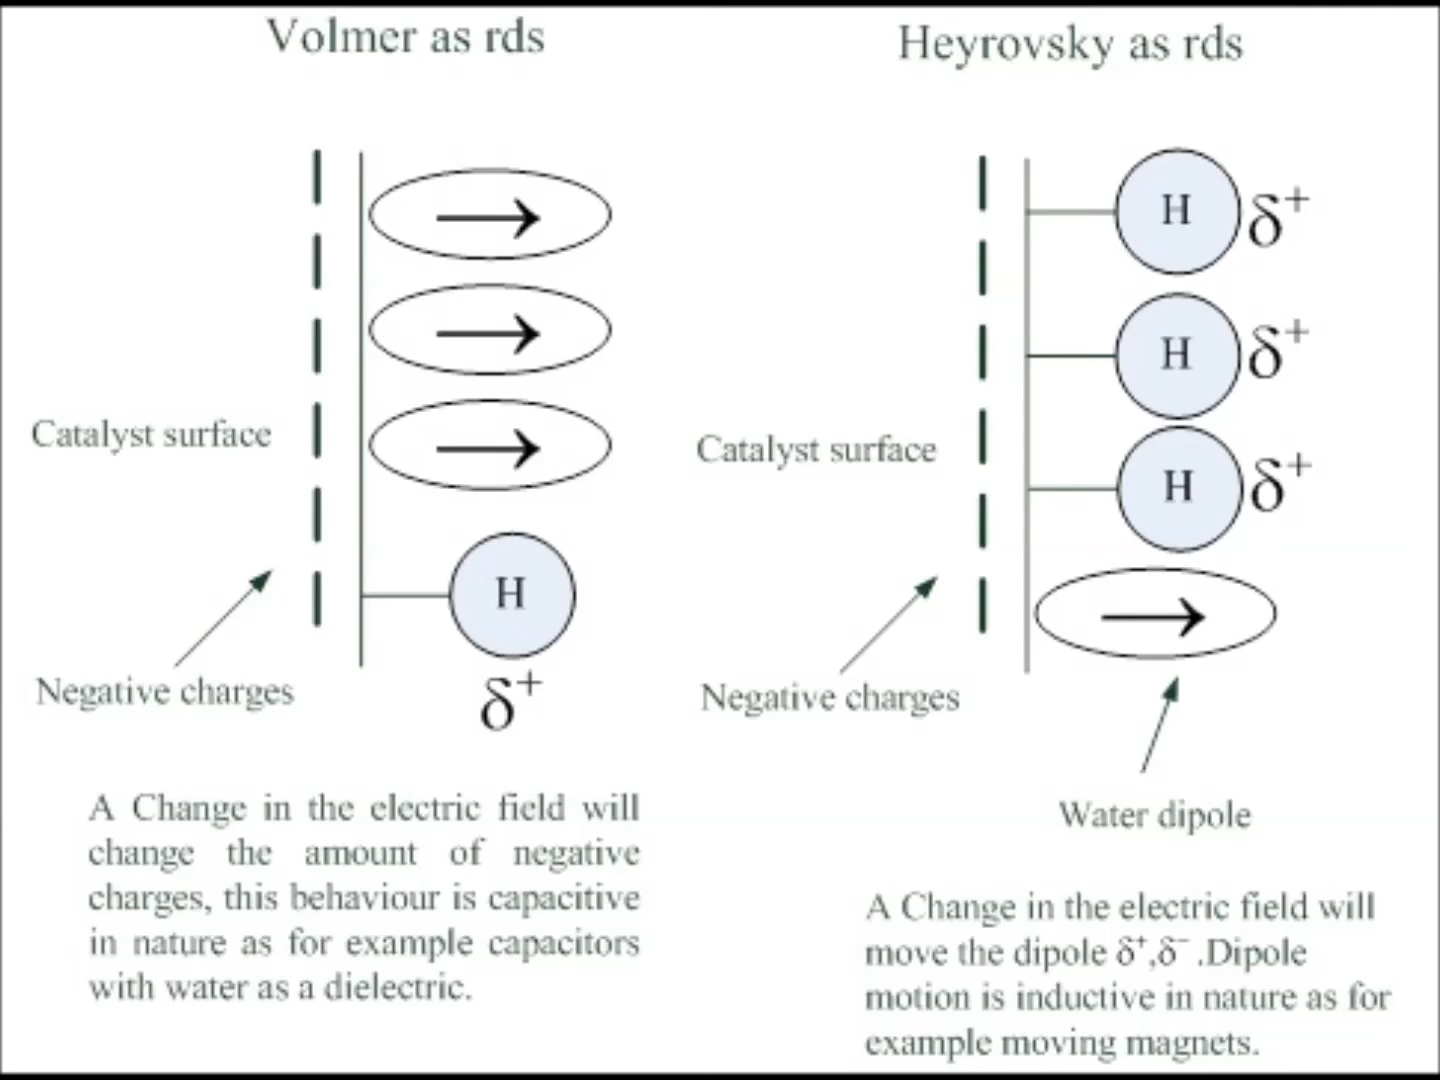 Volmer as rds
→
→
→
Catalyst surface
H
Negative charges
δ+
A Change in the electric field will
change the amount of negative
charges, this behaviour is capacitive
in nature as for example capacitors
with water as a dielectric.
Heyrovsky as rds
H δ+
H δ+
Catalyst surface
H δ+
→
Negative charges
Water dipole
A Change in the electric field will
move the dipole δ⁺,δ⁻ .Dipole
motion is inductive in nature as for
example moving magnets.